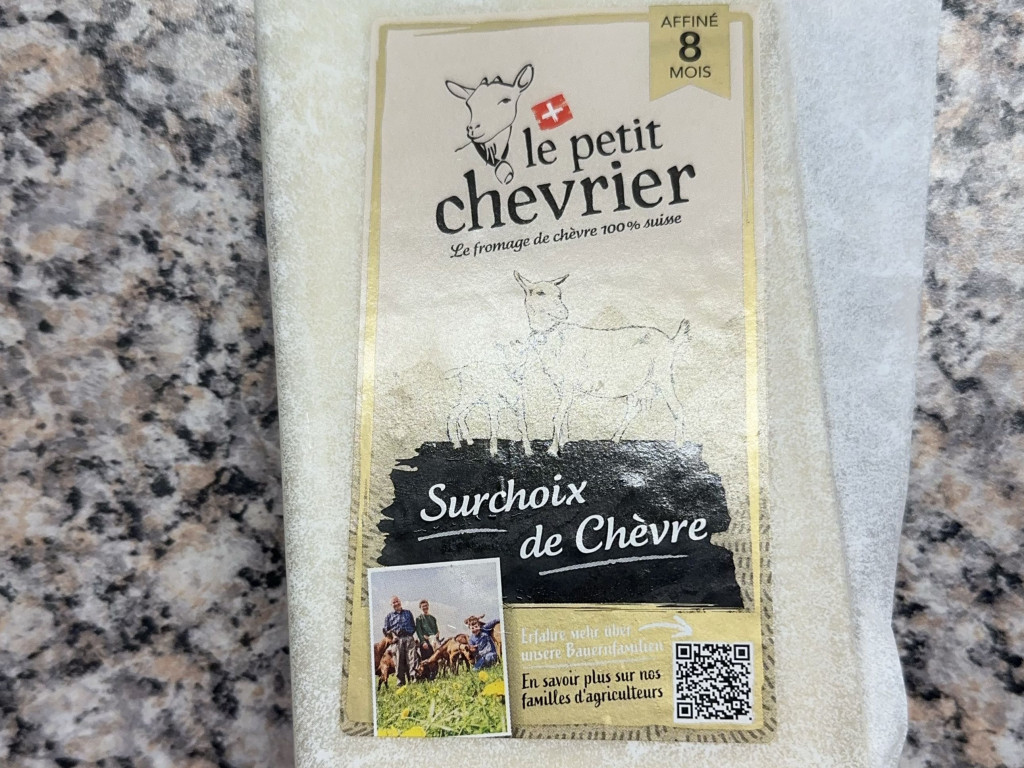 AFFINÉ
8
MOIS
le petit
chevrier
Le fromage de chèvre 100% suisse
Surchoix
de Chèvre
Erfahre mehr über
unsere Bauernfamilien
En savoir plus sur nos
familles d'agriculteurs